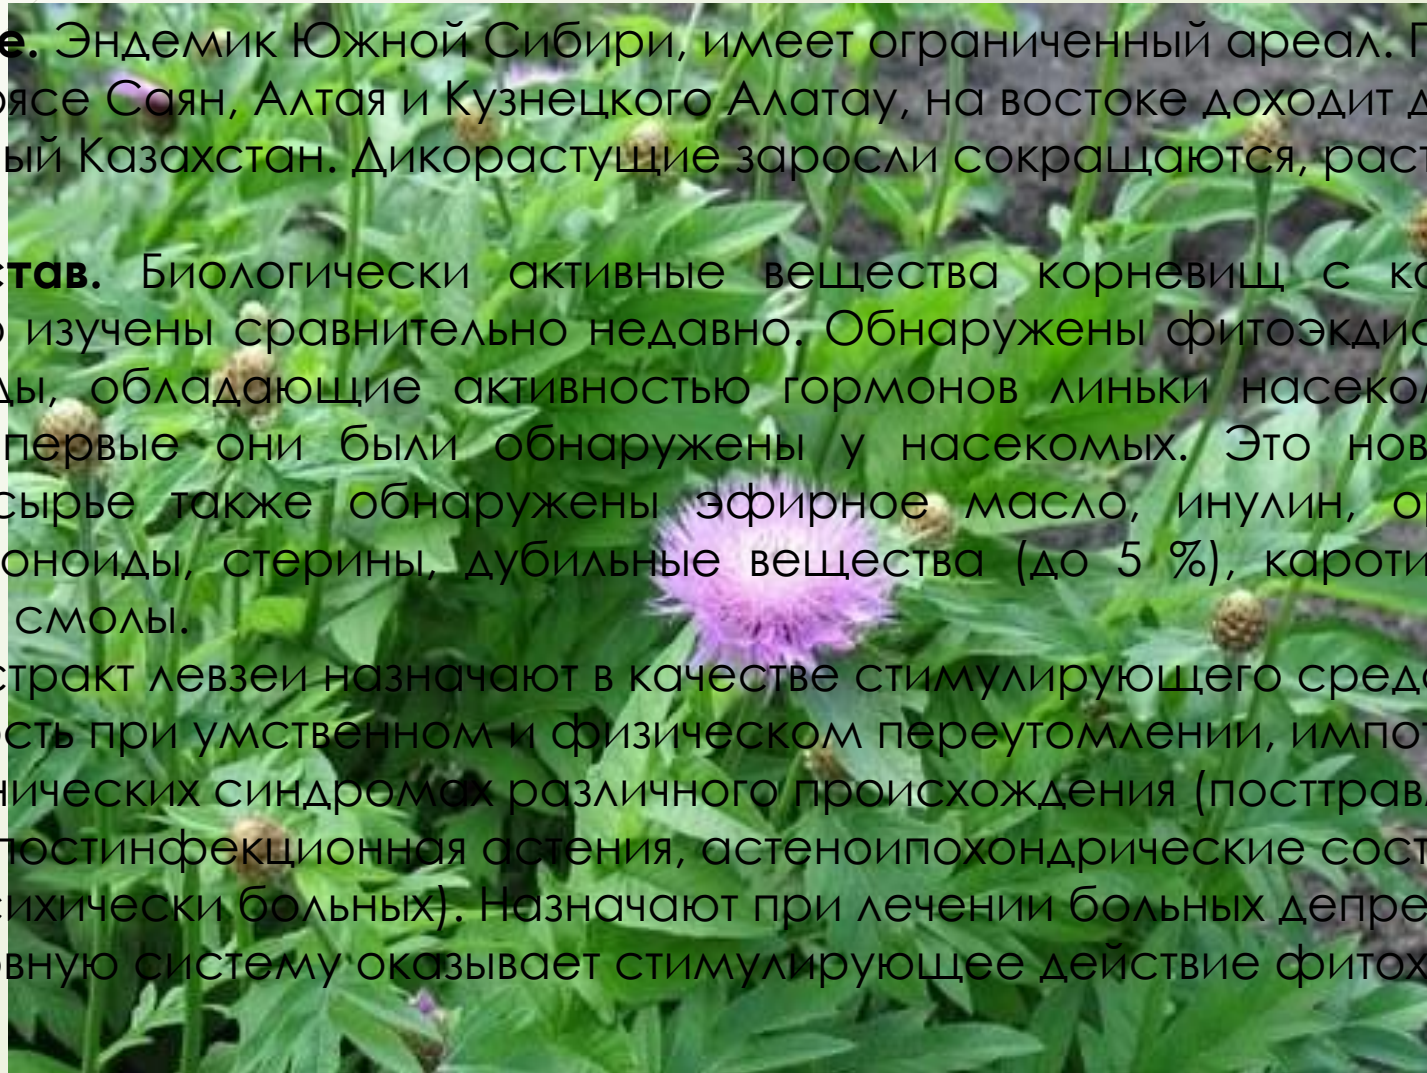 е. Эндемик Южной Сибири, имеет ограниченный ареал. П
оясе Саян, Алтая и Кузнецкого Алатау, на востоке доходит д
ый Казахстан. Дикорастущие заросли сокращаются, раст
став. Биологически активные вещества корневищ с ко
о изучены сравнительно недавно. Обнаружены фитоэкдис
ды, обладающие активностью гормонов линьки насеко
первые они были обнаружены у насекомых. Это нов
сырье также обнаружены эфирное масло, инулин, о
оноиды, стерины, дубильные вещества (до 5 %), кароти
смолы.
стракт левзеи назначают в качестве стимулирующего средс
ость при умственном и физическом переутомлении, импо
нических синдромах различного происхождения (посттрав
постинфекционная астения, астеноипохондрические сост
сихически больных). Назначают при лечении больных депре
вную систему оказывает стимулирующее действие фитох